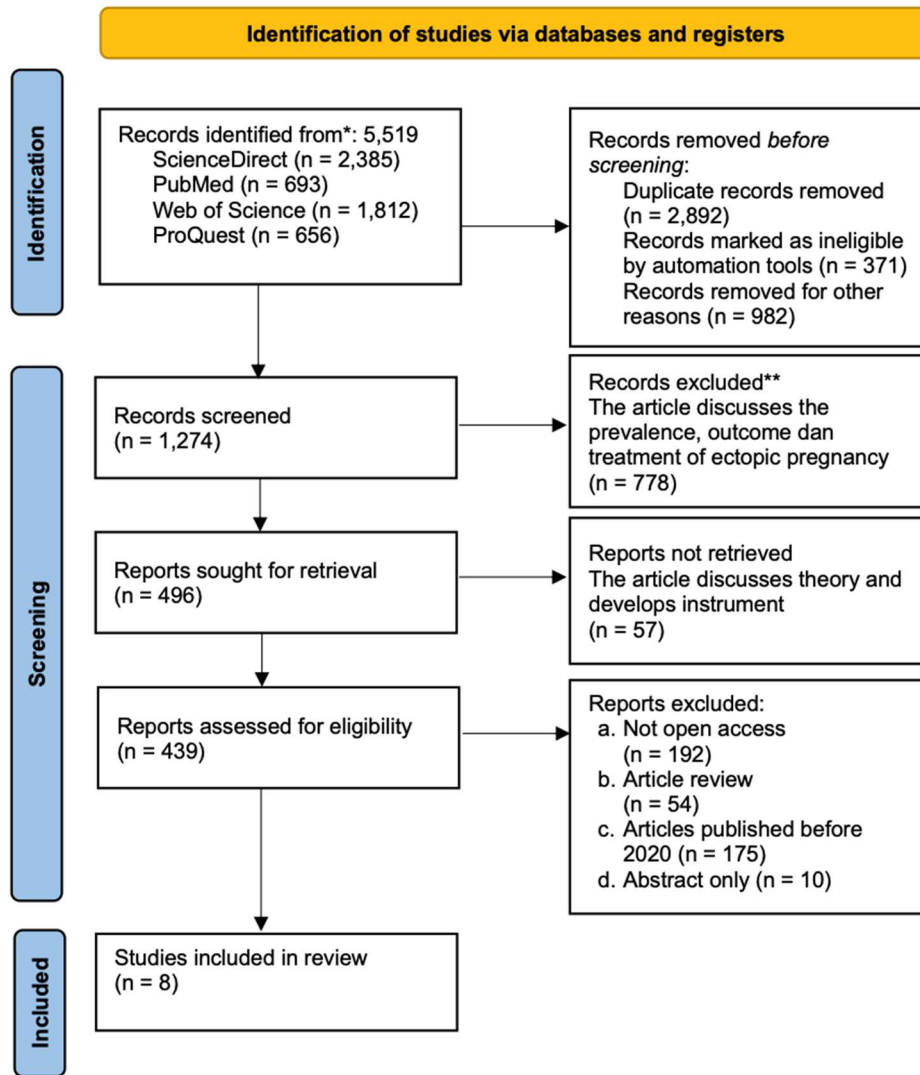 Identification of studies via databases and registers
Identification
Records identified from*: 5,519
ScienceDirect (n = 2,385)
PubMed (n = 693)
Web of Science (n = 1,812)
ProQuest (n = 656)
Records removed before
screening:
Duplicate records removed
(n = 2,892)
Records marked as ineligible
by automation tools (n = 371)
Records removed for other
reasons (n = 982)
Screening
Records screened
(n = 1,274)
Records excluded**
The article discusses the
prevalence, outcome dan
treatment of ectopic pregnancy
(n = 778)
Reports sought for retrieval
(n = 496)
Reports not retrieved
The article discusses theory and
develops instrument
(n = 57)
Reports assessed for eligibility
(n = 439)
Reports excluded:
a. Not open access
(n = 192)
b. Article review
(n = 54)
c. Articles published before
2020 (n = 175)
d. Abstract only (n = 10)
Included
Studies included in review
(n = 8)